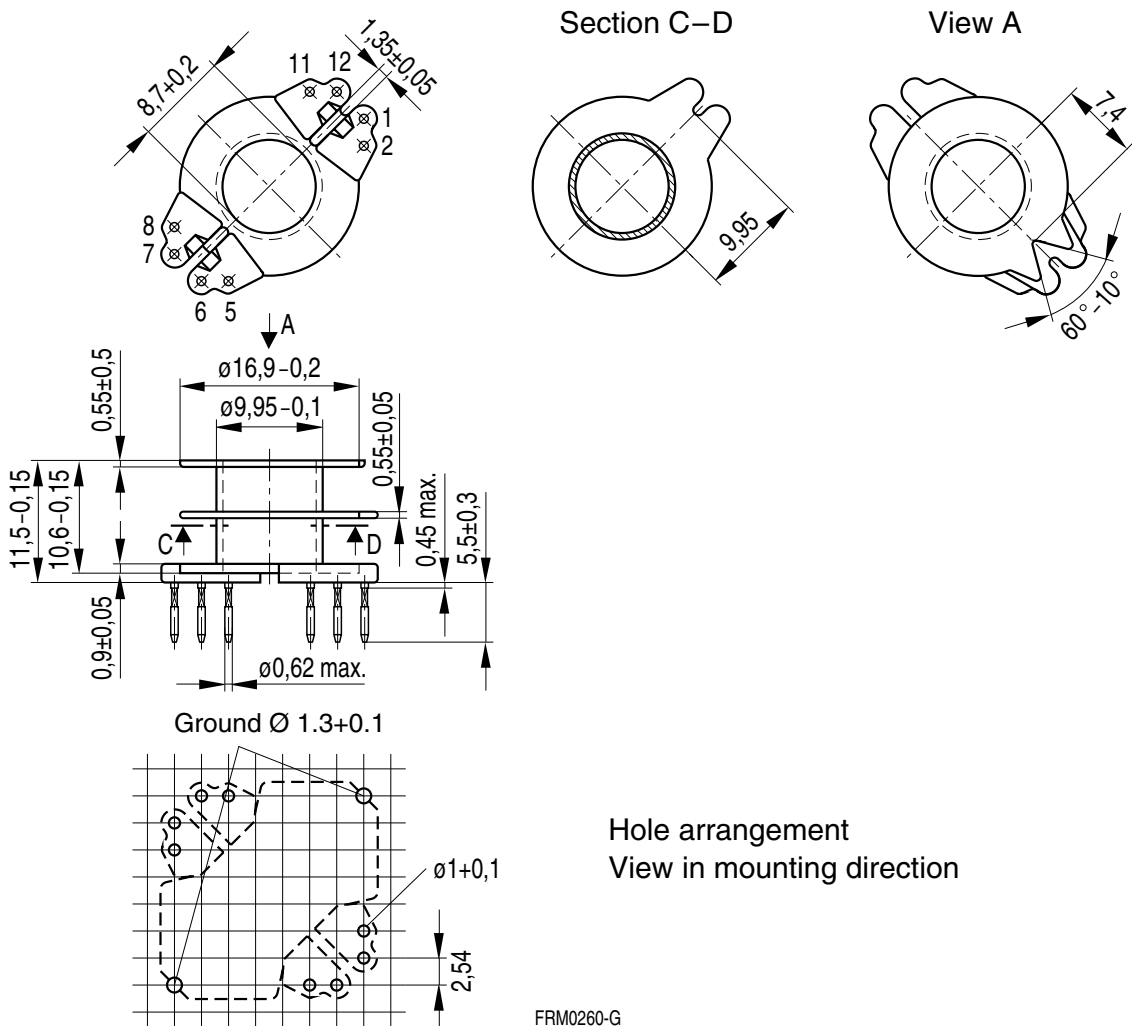 Section C–D
View A
8,7+0,2
11 12
1,35±0,05
1
2
8
7
6 5
9,95
7,4
60°-10°
A
0,55±0,5
ø16,9-0,2
ø9,95-0,1
0,55±0,05
11,5-0,15
10,6-0,15
C
D
0,45 max.
5,5±0,3
0,9±0,05
ø0,62 max.
Ground Ø 1.3+0.1
ø1+0,1
2,54
Hole arrangement
View in mounting direction
FRM0260-G